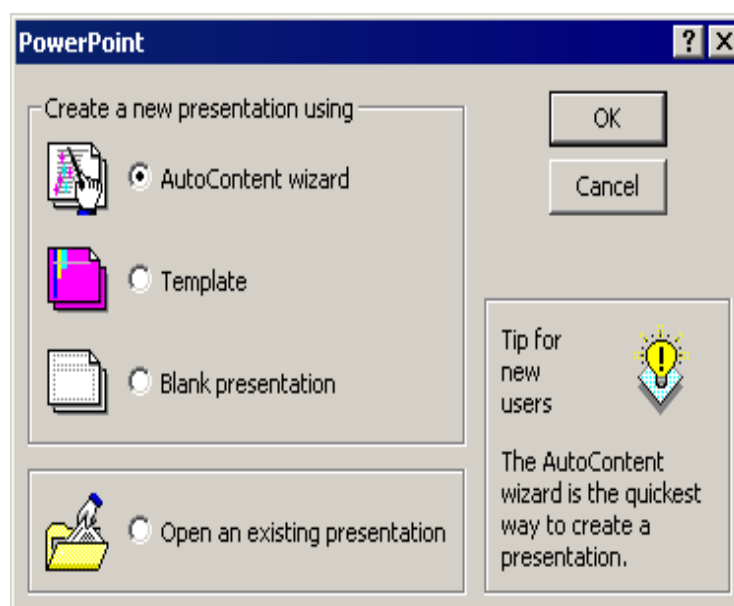 PowerPoint
Create a new presentation using
AutoContent wizard
Template
Blank presentation
Open an existing presentation
OK
Cancel
Tip for
new
users
The AutoContent
wizard is the quickest
way to create a
presentation.